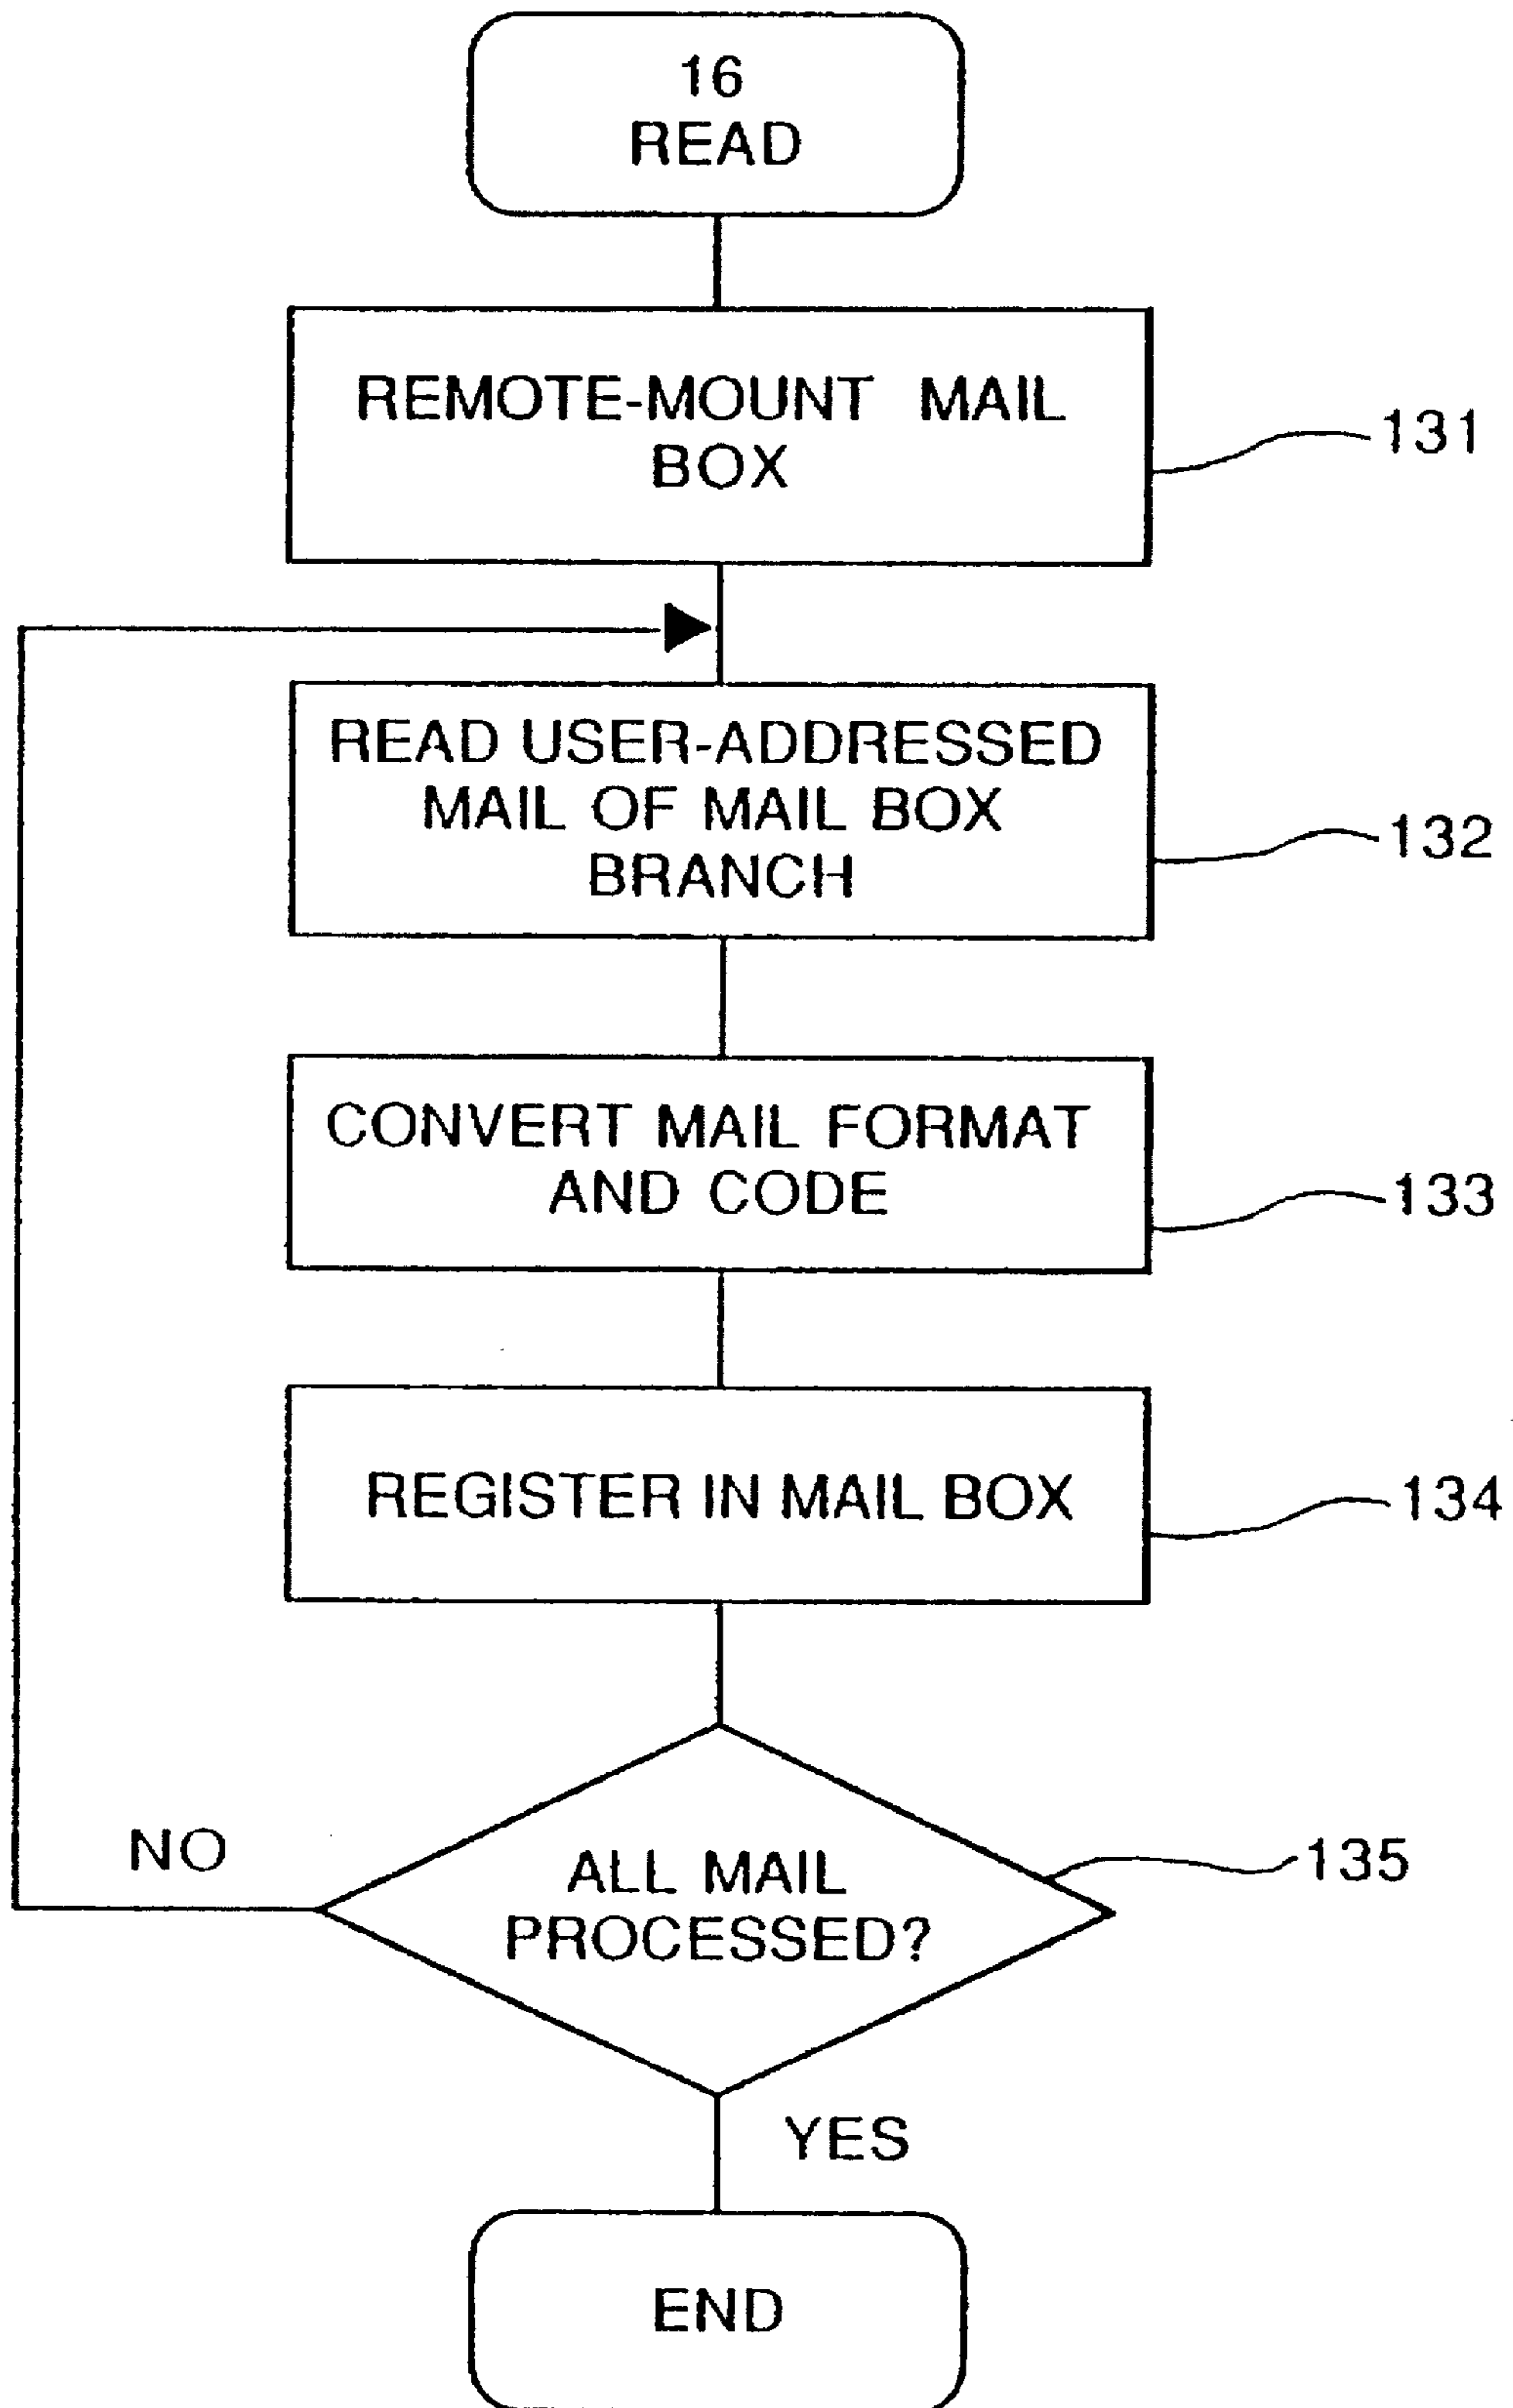 16
READ
REMOTE-MOUNT MAIL
BOX
131
READ USER-ADDRESSED
MAIL OF MAIL BOX
BRANCH
132
CONVERT MAIL FORMAT
AND CODE
133
REGISTER IN MAIL BOX
134
NO
ALL MAIL
PROCESSED?
135
YES
END